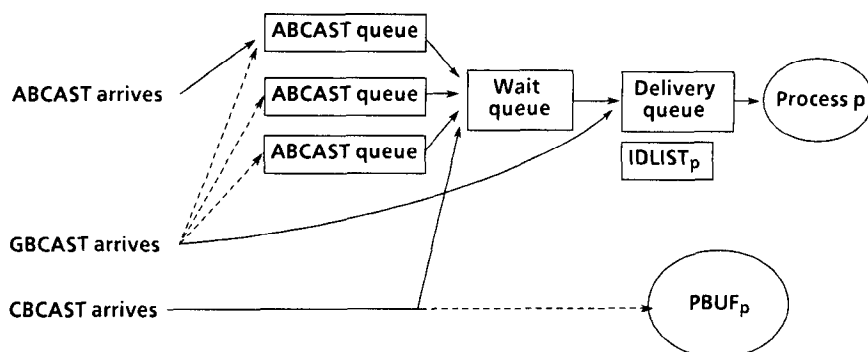 ABCAST queue
ABCAST arrives
ABCAST queue
ABCAST queue
Wait
queue
Delivery
queue
Process p
IDLISTp
GBCAST arrives
CBCAST arrives
PBUFp